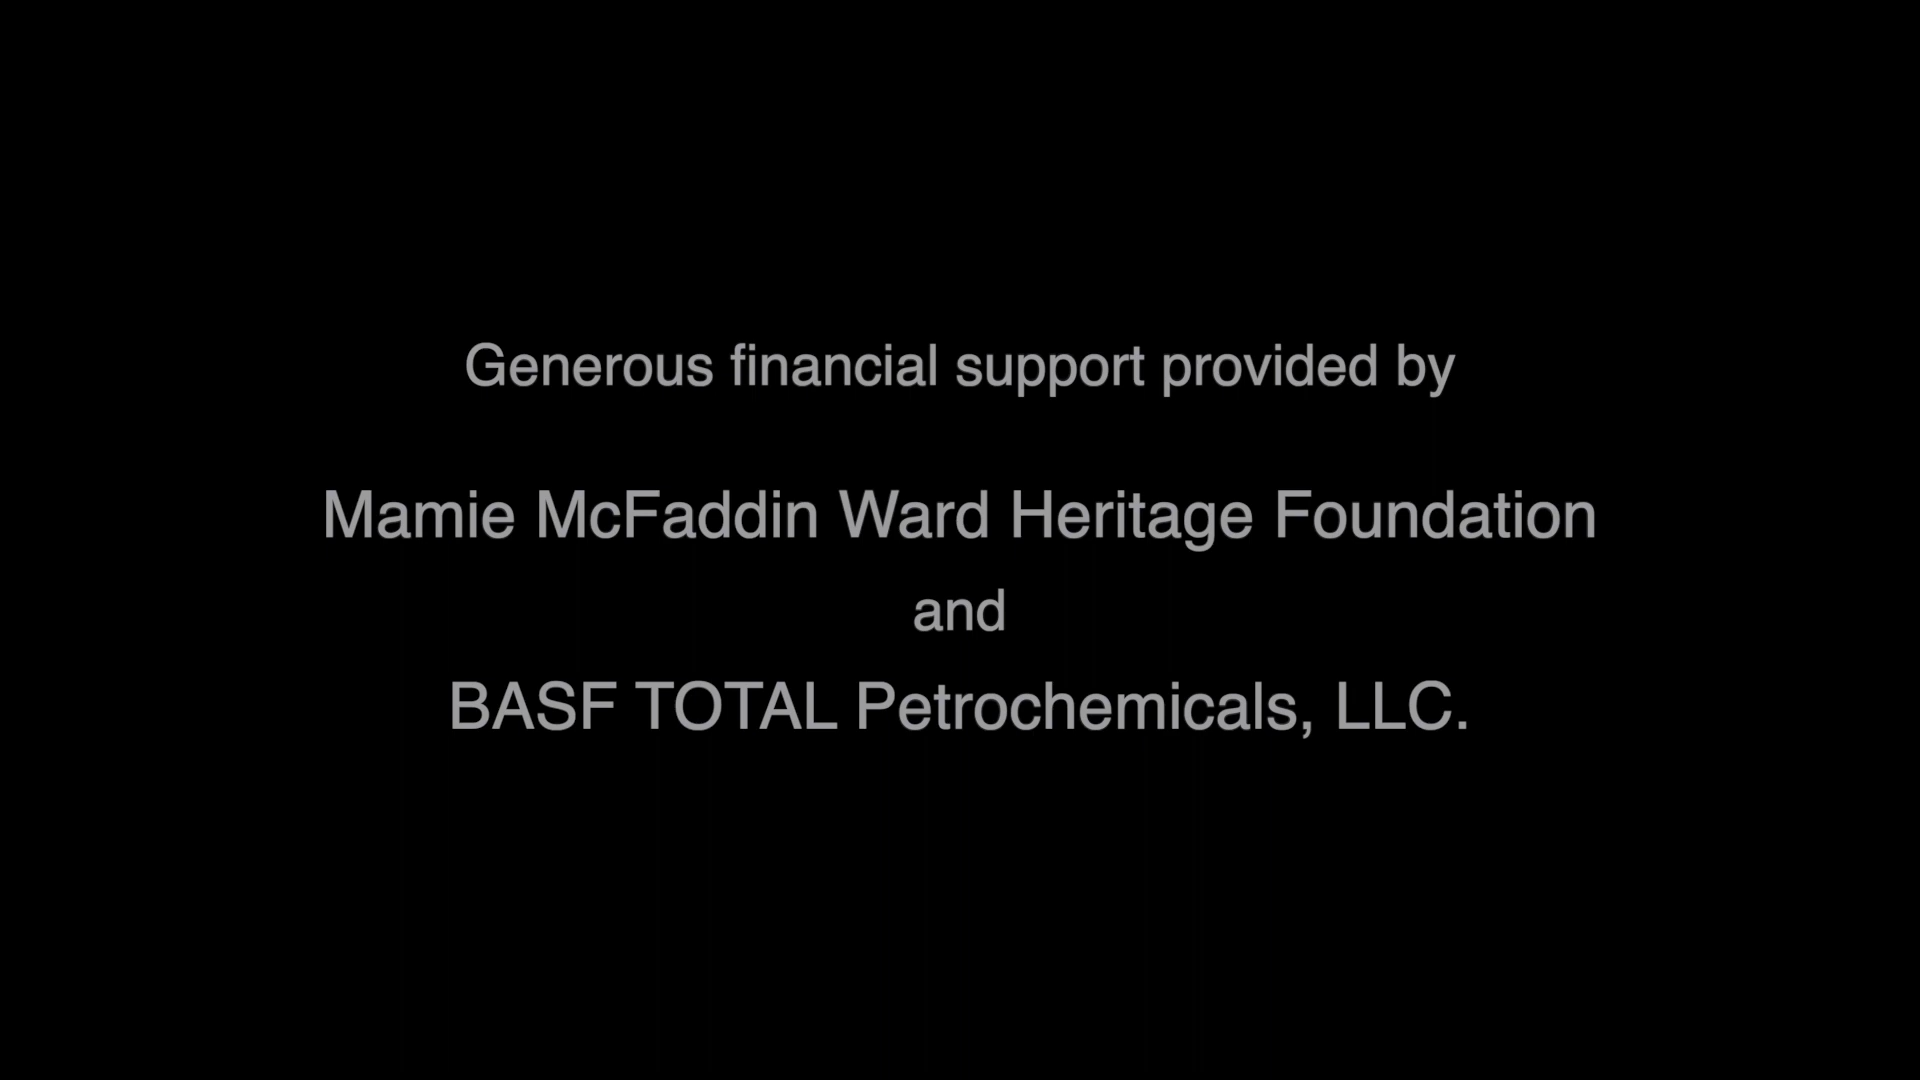 Generous financial support provided by
Mamie McFaddin Ward Heritage Foundation
and
BASF TOTAL Petrochemicals, LLC.